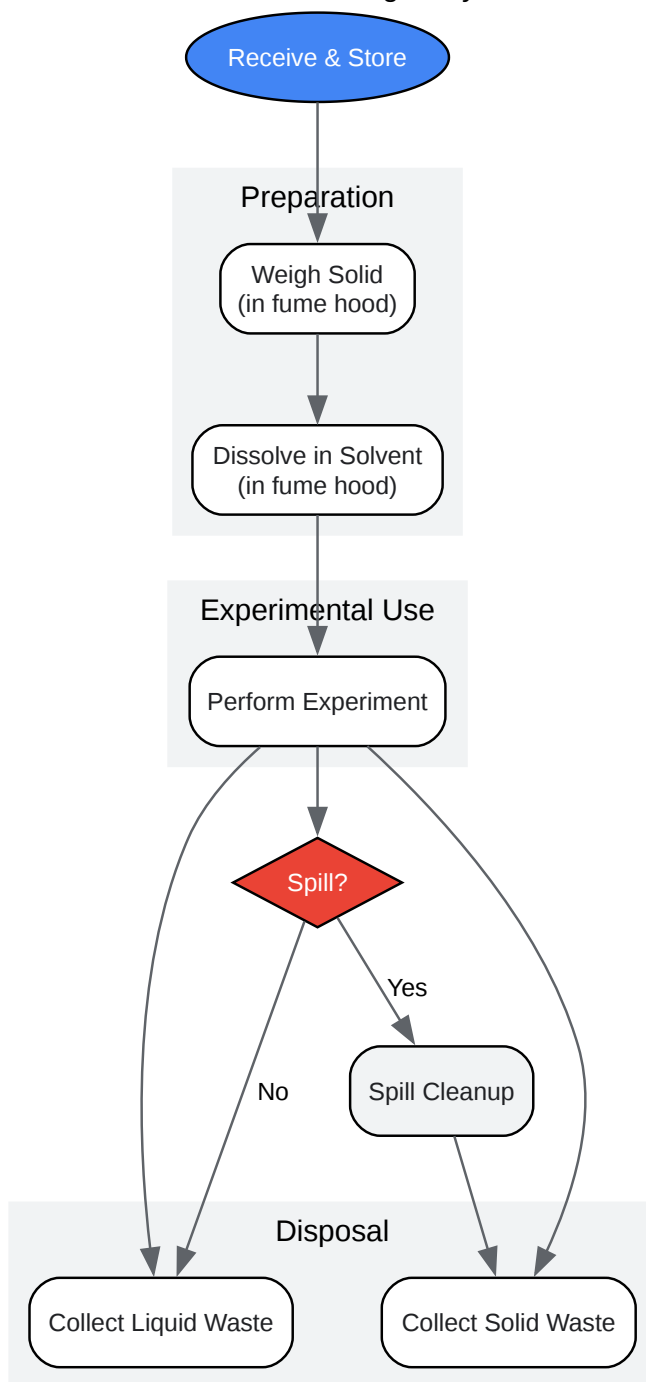 Receive & Store
Preparation
Weigh Solid
(in fume hood)
Dissolve in Solvent
(in fume hood)
Experimental Use
Perform Experiment
Spill?
Yes
No
Spill Cleanup
Disposal
Collect Liquid Waste
Collect Solid Waste